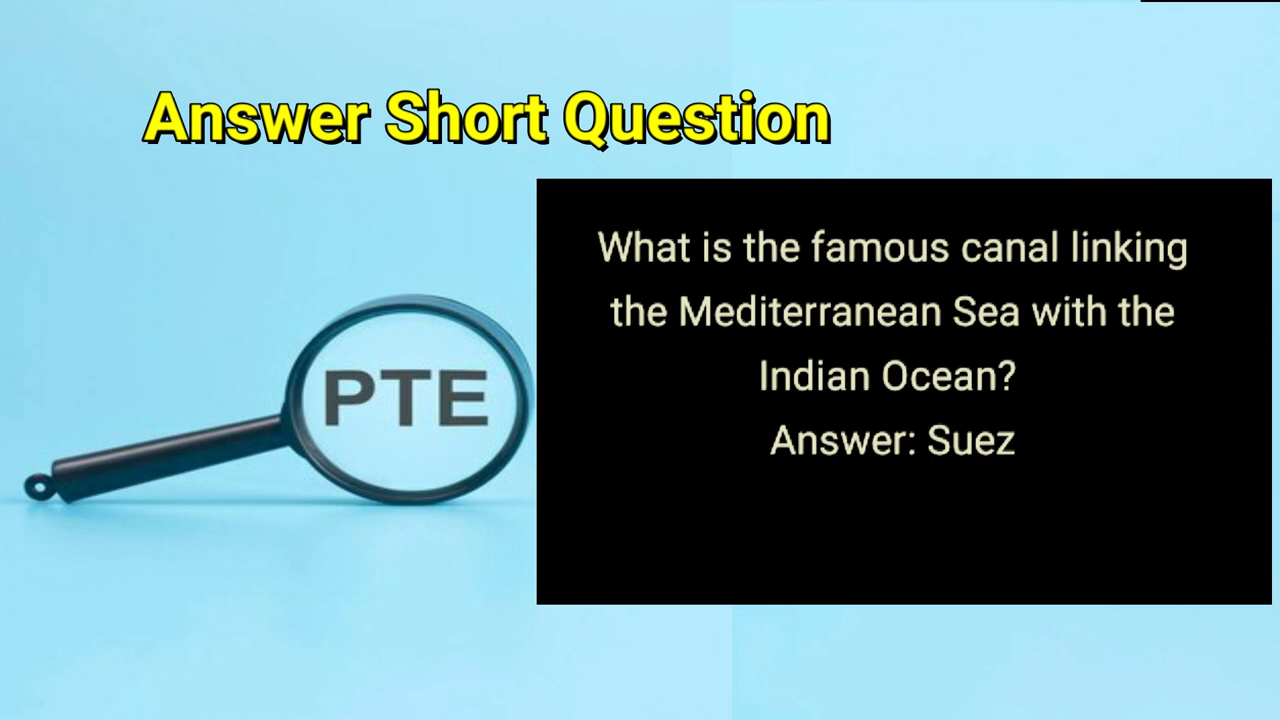 Answer Short Question
What is the famous canal linking
the Mediterranean Sea with the
Indian Ocean?
Answer: Suez
PTE